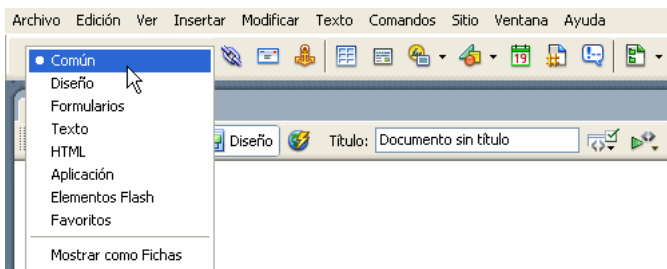 Archivo Edición Ver Insertar Modificar Texto Comandos Sitio Ventana Ayuda
Común
19
Diseño
Formularios
Texto
Diseño Título: Documento sin título
HTML
Aplicación
Elementos Flash
Favoritos
Mostrar como Fichas